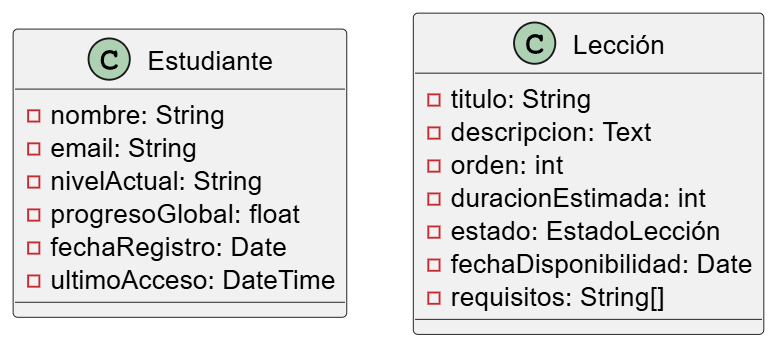 C Estudiante
nombre: String
email: String
nivelActual: String
progresoGlobal: float
fechaRegistro: Date
ultimoAcceso: DateTime
C Lección
titulo: String
descripcion: Text
orden: int
duracionEstimada: int
estado: EstadoLección
fechaDisponibilidad: Date
requisitos: String[]